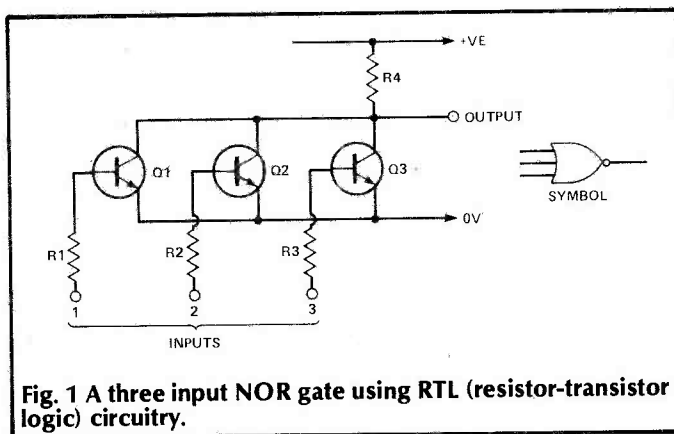 +VE
R4
OUTPUT
Q1
Q2
Q3
SYMBOL
0V
R1
R2
R3
1
2
3
INPUTS
Fig. 1 A three input NOR gate using RTL (resistor-transistor
logic) circuitry.